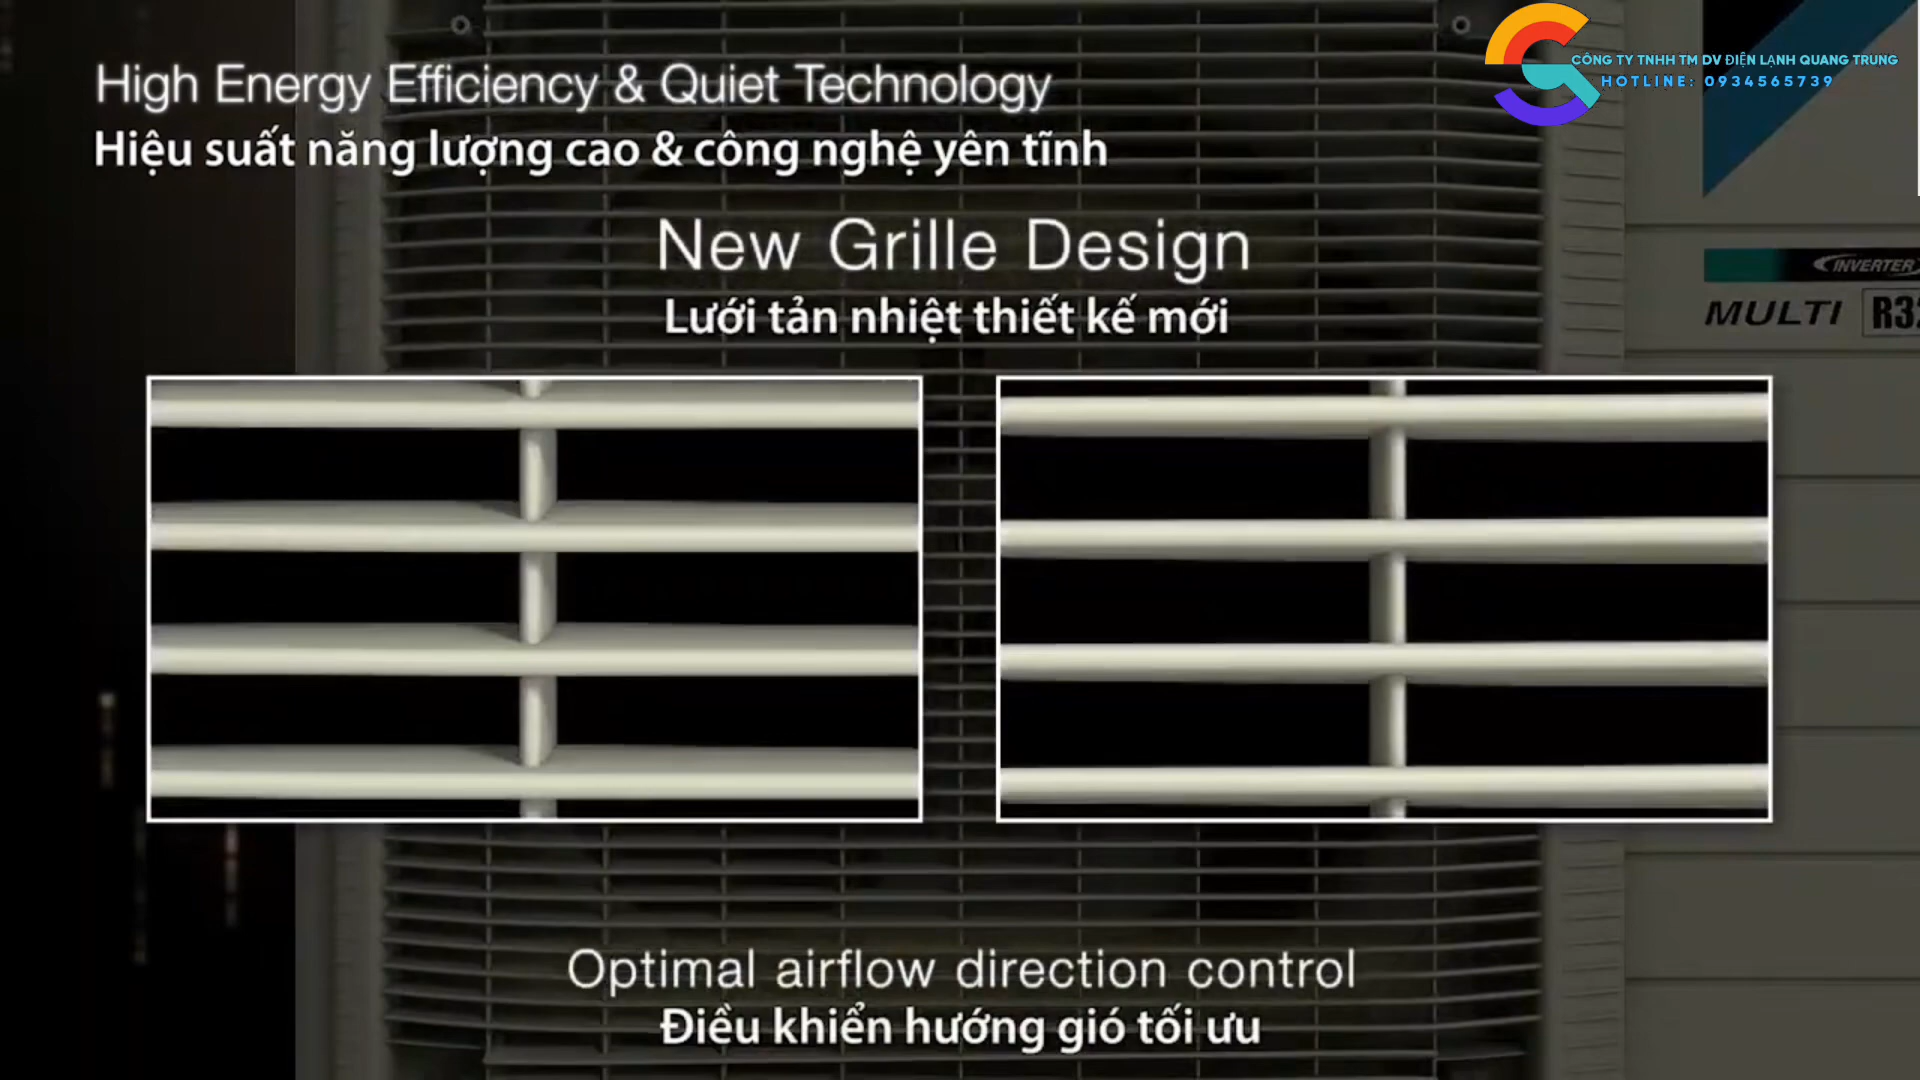 High Energy Efficiency & Quiet Technology
Hiệu suất năng lượng cao & công nghệ yên tĩnh
CÔNG TY TNHH TM DV ĐIỆN LẠNH QUANG TRUNG
HOTLINE: 0934565739
New Grille Design
Lưới tản nhiệt thiết kế mới
INVERTER
MULTI R32
Optimal airflow direction control
Điều khiển hướng gió tối ưu